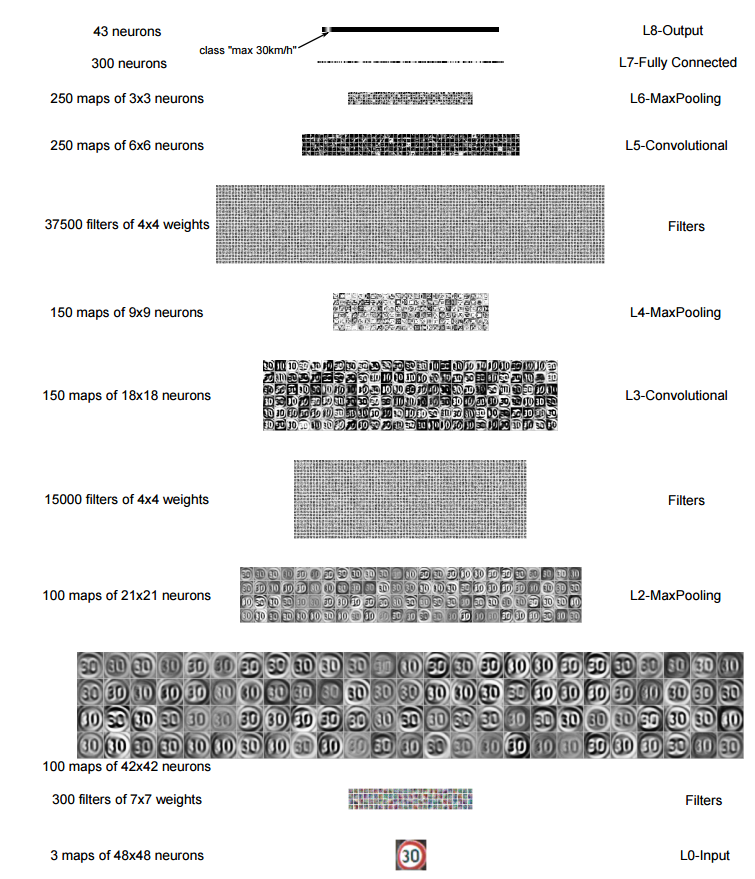 43 neurons
L8-Output
class "max 30km/h"
300 neurons
L7-Fully Connected
250 maps of 3x3 neurons
L6-MaxPooling
250 maps of 6x6 neurons
L5-Convolutional
37500 filters of 4x4 weights
Filters
150 maps of 9x9 neurons
L4-MaxPooling
150 maps of 18x18 neurons
L3-Convolutional
15000 filters of 4x4 weights
Filters
100 maps of 21x21 neurons
L2-MaxPooling
100 maps of 42x42 neurons
300 filters of 7x7 weights
Filters
3 maps of 48x48 neurons
30
L0-Input